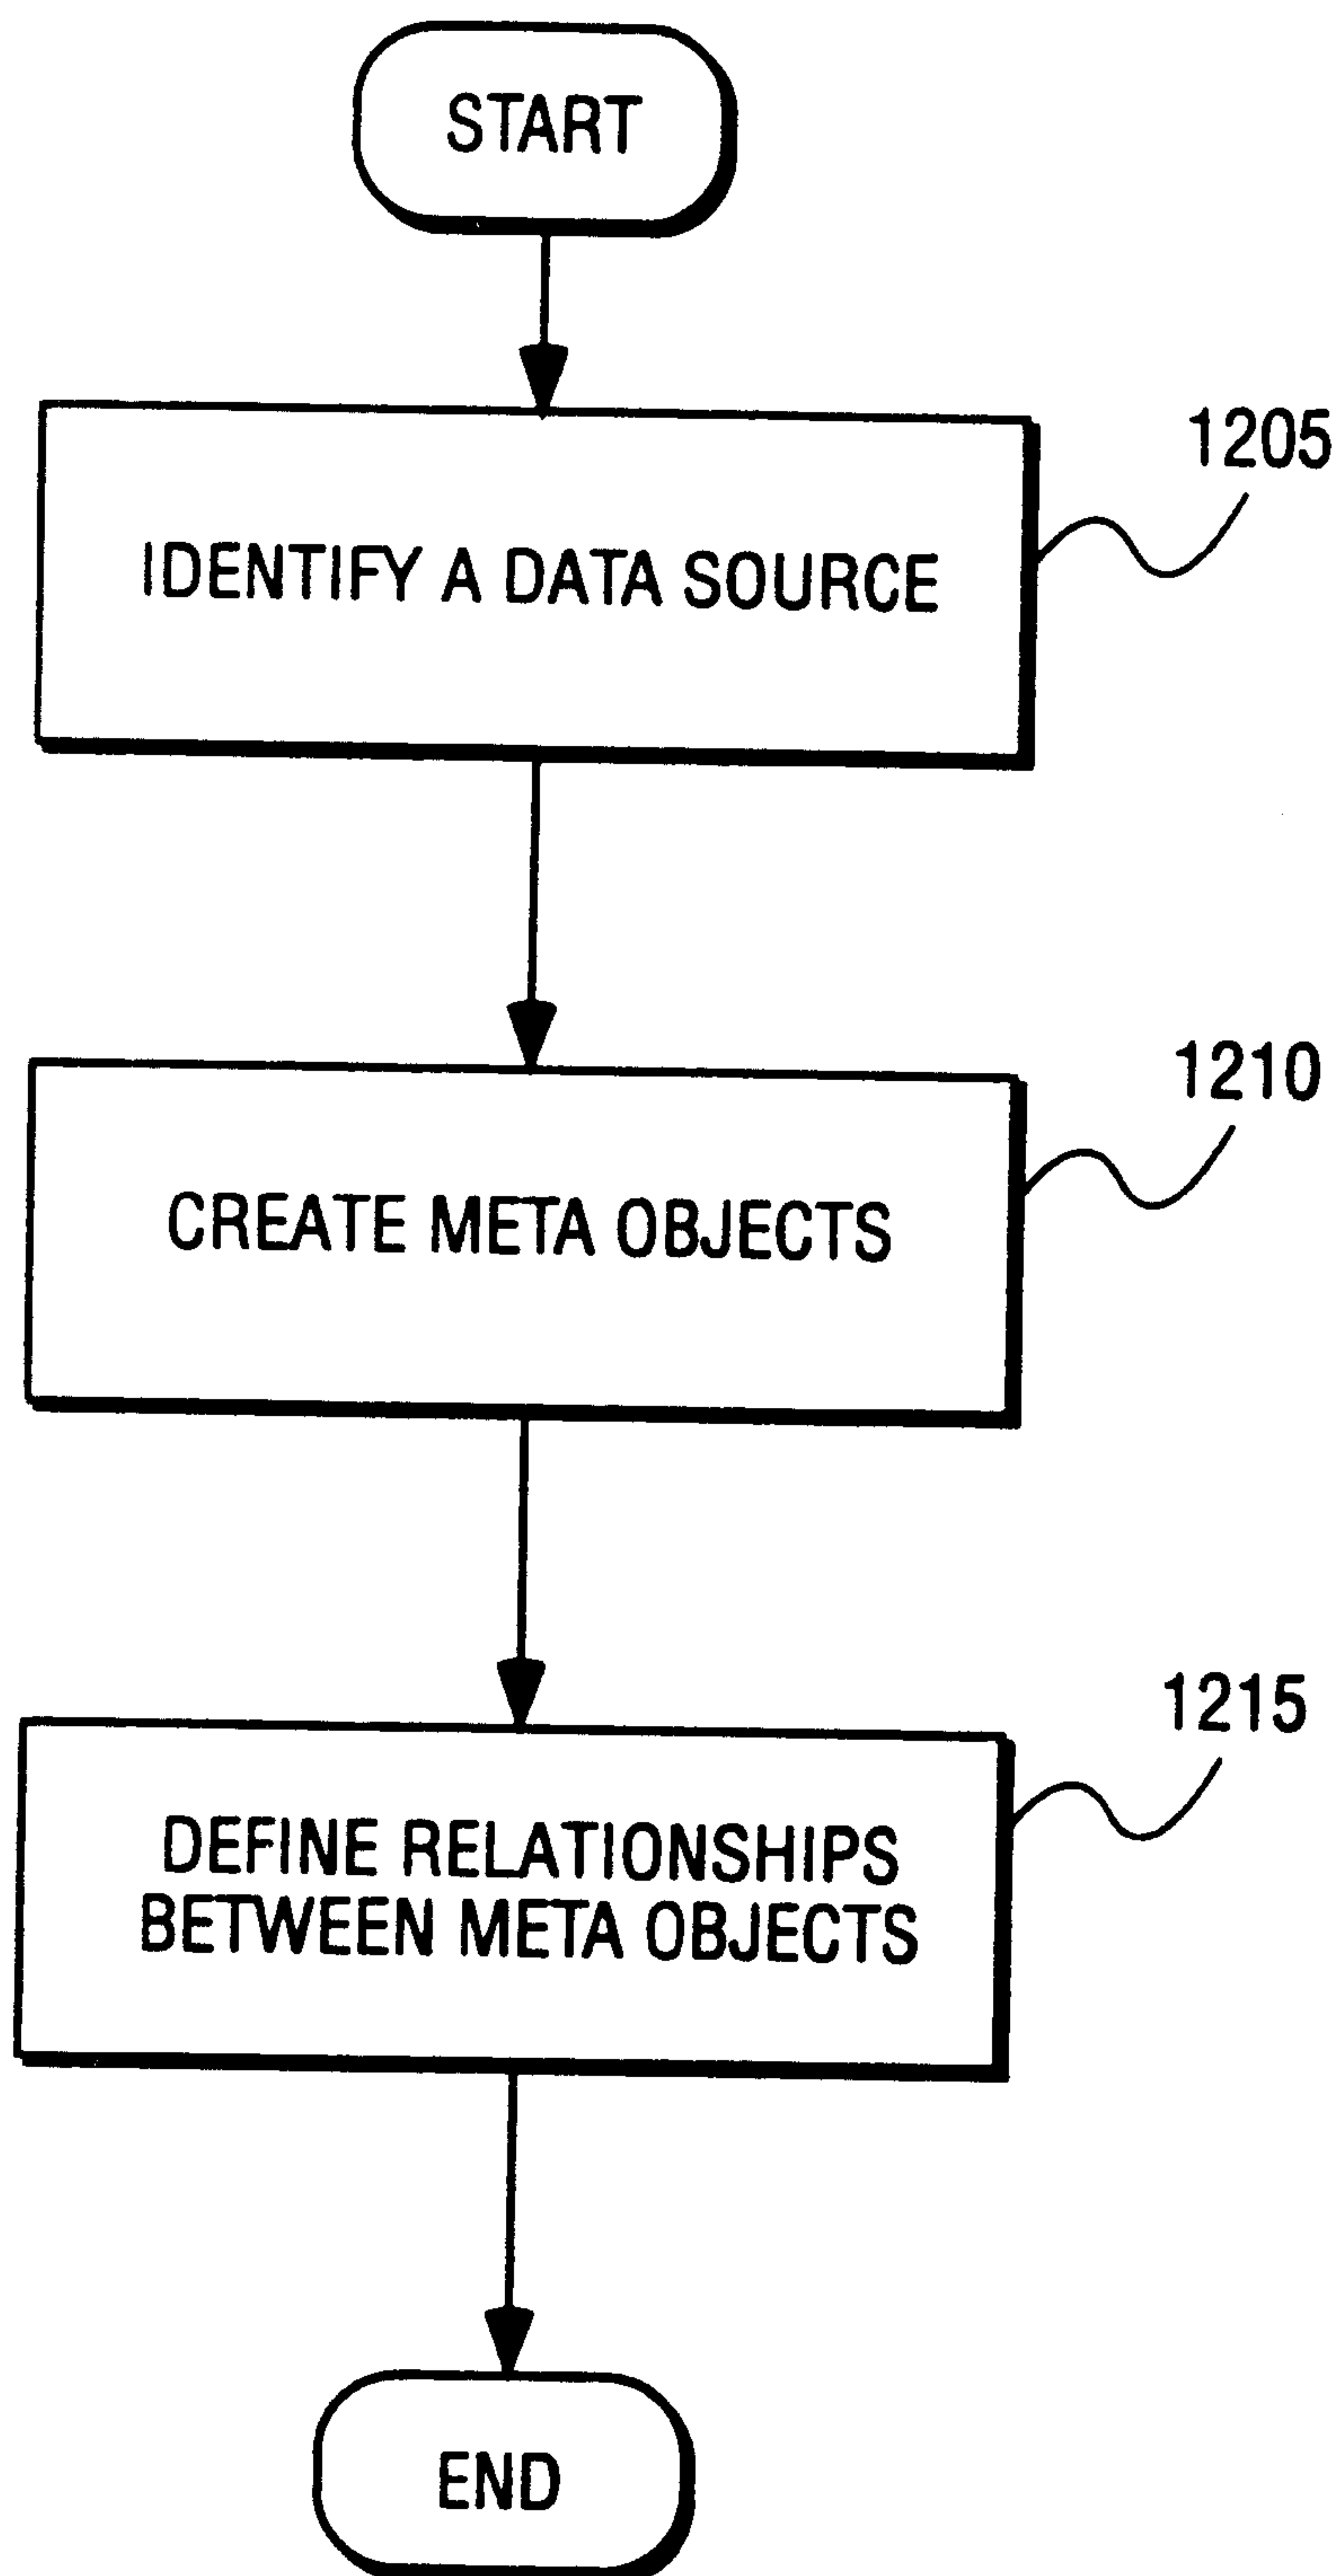 START
IDENTIFY A DATA SOURCE
1205
CREATE META OBJECTS
1210
DEFINE RELATIONSHIPS
BETWEEN META OBJECTS
1215
END